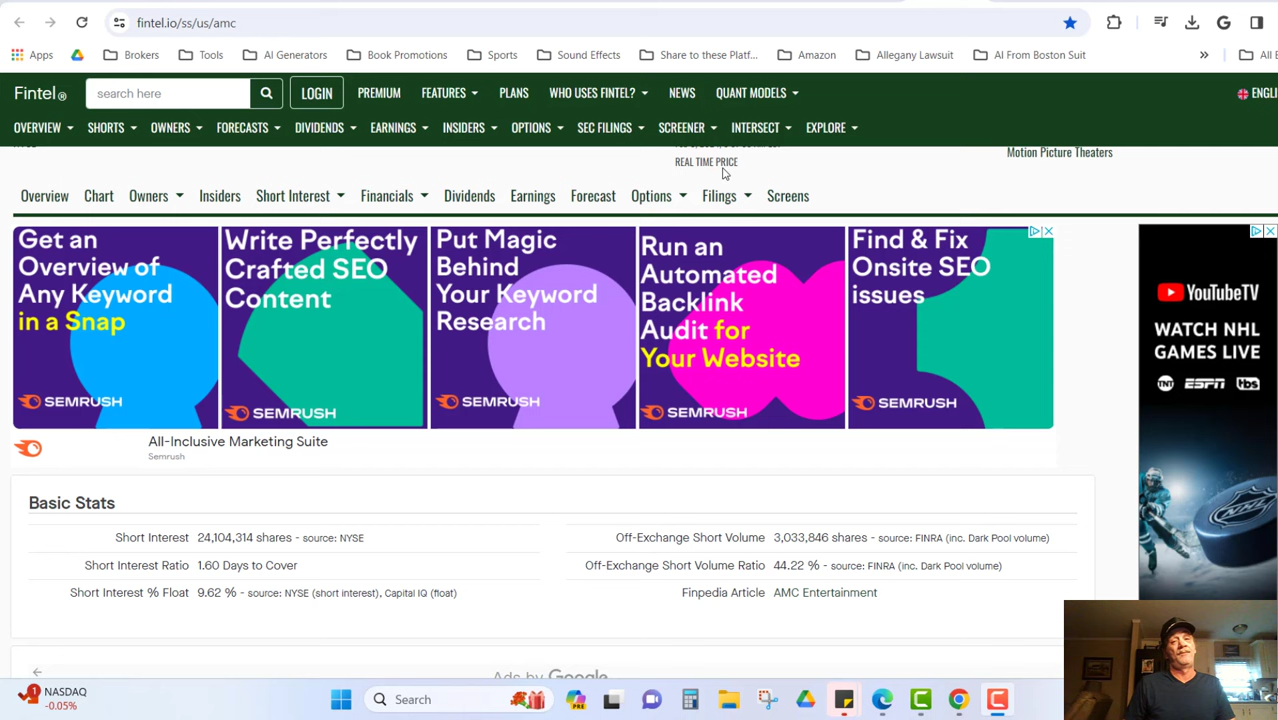 fintel.io/ss/us/amc
Apps Brokers Tools AI Generators Book Promotions Sports Sound Effects Share to these Platf... Amazon Allegany Lawsuit AI From Boston Suit » All B
Fintel® search here LOGIN PREMIUM FEATURES PLANS WHO USES FINTEL? NEWS QUANT MODELS ENGLI
OVERVIEW SHORTS OWNERS FORECASTS DIVIDENDS EARNINGS INSIDERS OPTIONS SEC FILINGS SCREENER INTERSECT EXPLORE
Motion Picture Theaters
REAL TIME PRICE
Overview Chart Owners Insiders Short Interest Financials Dividends Earnings Forecast Options Filings Screens
Get an
Overview of
Any Keyword
in a Snap
SEMRUSH
Write Perfectly
Crafted SEO
Content
SEMRUSH
Put Magic
Behind
Your Keyword
Research
SEMRUSH
Run an
Automated
Backlink
Audit for
Your Website
SEMRUSH
Find & Fix
Onsite SEO
issues
SEMRUSH
YouTubeTV
WATCH NHL
GAMES LIVE
TNT ESPN tbs
NHL
All-Inclusive Marketing Suite
Semrush
Basic Stats
Short Interest 24,104,314 shares - source: NYSE
Short Interest Ratio 1.60 Days to Cover
Short Interest % Float 9.62 % - source: NYSE (short interest), Capital IQ (float)
Off-Exchange Short Volume 3,033,846 shares - source: FINRA (inc. Dark Pool volume)
Off-Exchange Short Volume Ratio 44.22 % - source: FINRA (inc. Dark Pool volume)
Finpedia Article AMC Entertainment
Ads by Google
1 NASDAQ
-0.05%
Search
PRE